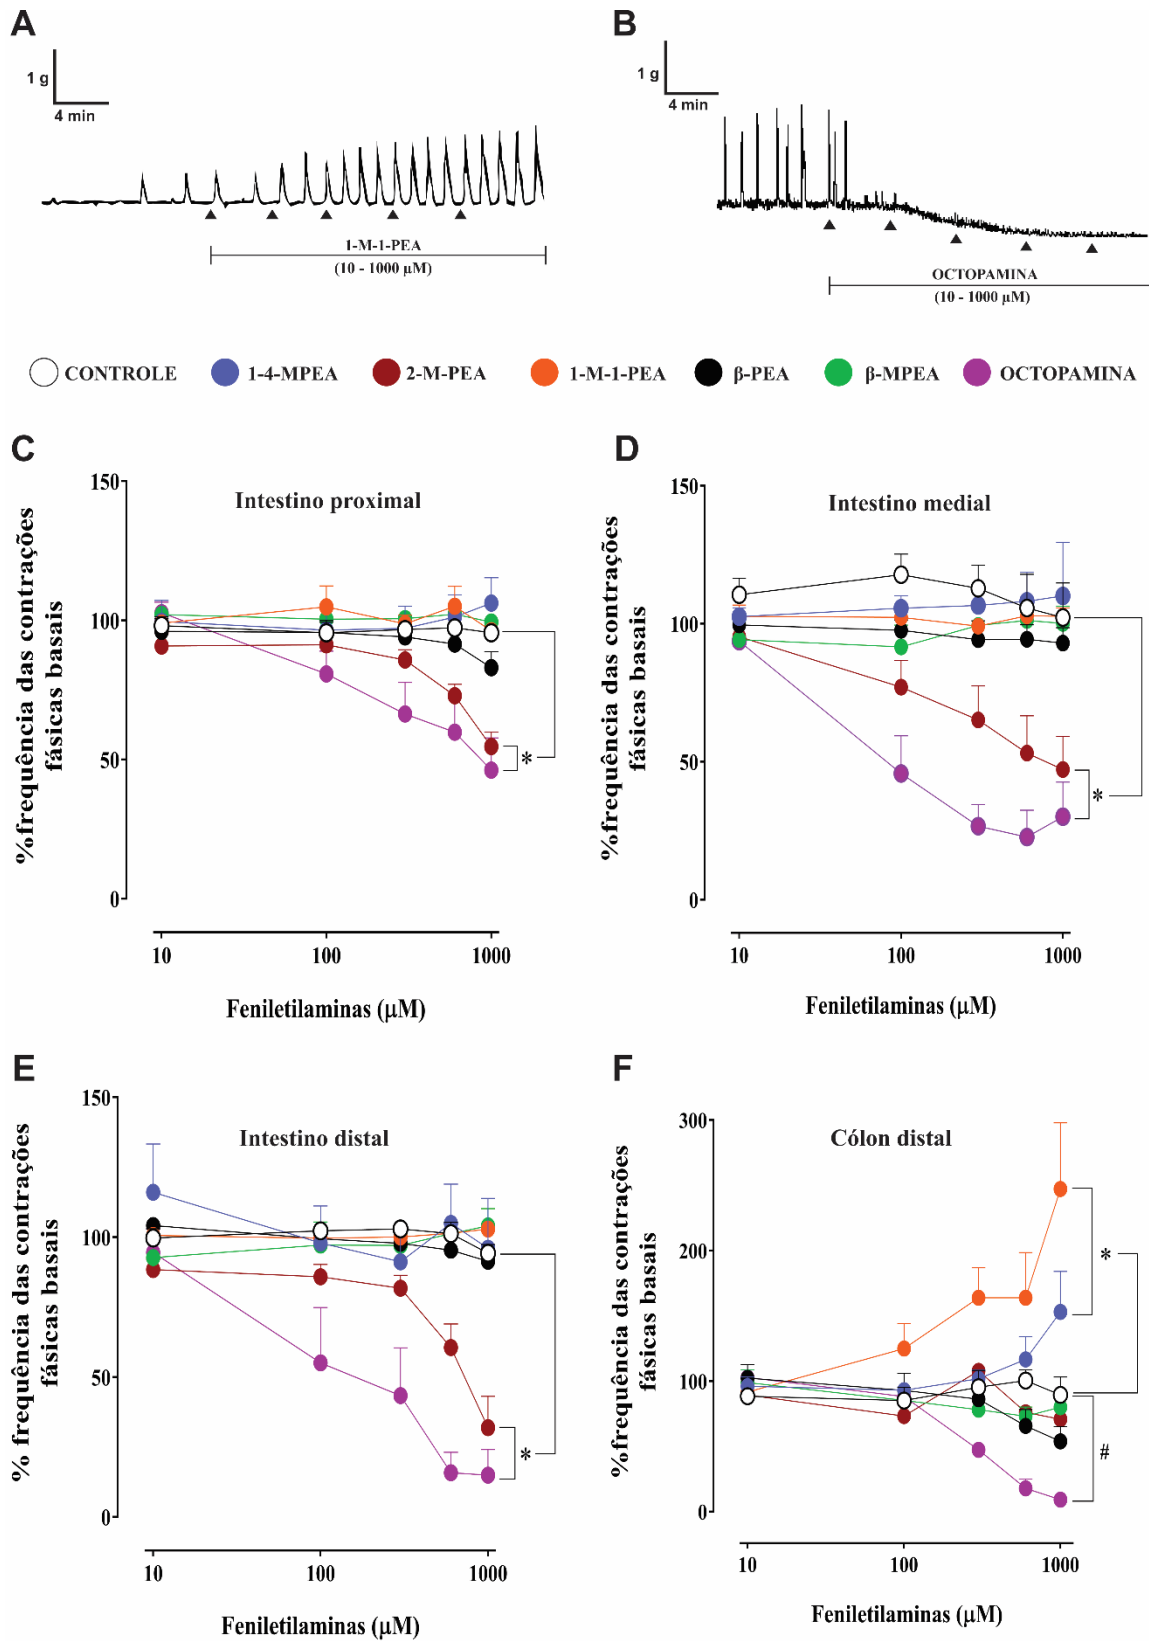 A
B
1 g
4 min
1 g
4 min
1-M-1-PEA
(10 - 1000 µM)
OCTOPAMINA
(10 - 1000 µM)
CONTROLE 1-4-MPEA 2-M-PEA 1-M-1-PEA β-PEA β-MPEA OCTOPAMINA
C
Intestino proximal
%frequência das contrações
fásicas basais
150
100
50
0
*
10 100 1000
Feniletilaminas (µM)
D
Intestino medial
%frequência das contrações
fásicas basais
150
100
50
0
*
10 100 1000
Feniletilaminas (µM)
E
Intestino distal
% frequência das contrações
fásicas basais
150
100
50
0
*
10 100 1000
Feniletilaminas (µM)
F
Cólon distal
%frequência das contrações
fásicas basais
300
200
100
0
*
#
10 100 1000
Feniletilaminas (µM)